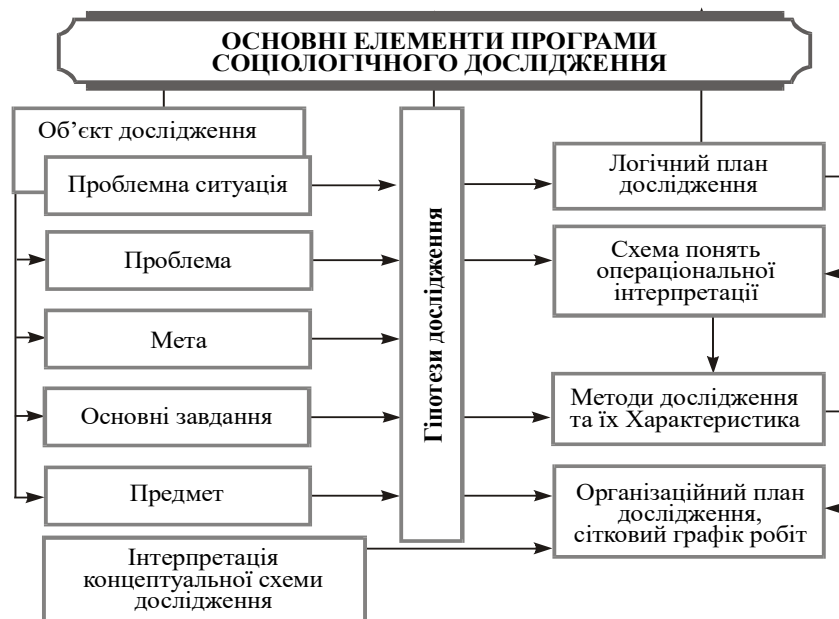 ОСНОВНІ ЕЛЕМЕНТИ ПРОГРАМИ
СОЦІОЛОГІЧНОГО ДОСЛІДЖЕННЯ
Об’єкт дослідження
Проблемна ситуація
Проблема
Мета
Основні завдання
Предмет
Інтерпретація
концептуальної схеми
дослідження
Гіпотези дослідження
Логічний план
дослідження
Схема понять
операціональної
інтерпретації
Методи дослідження
та їх Характеристика
Організаційний план
дослідження,
сітковий графік робіт